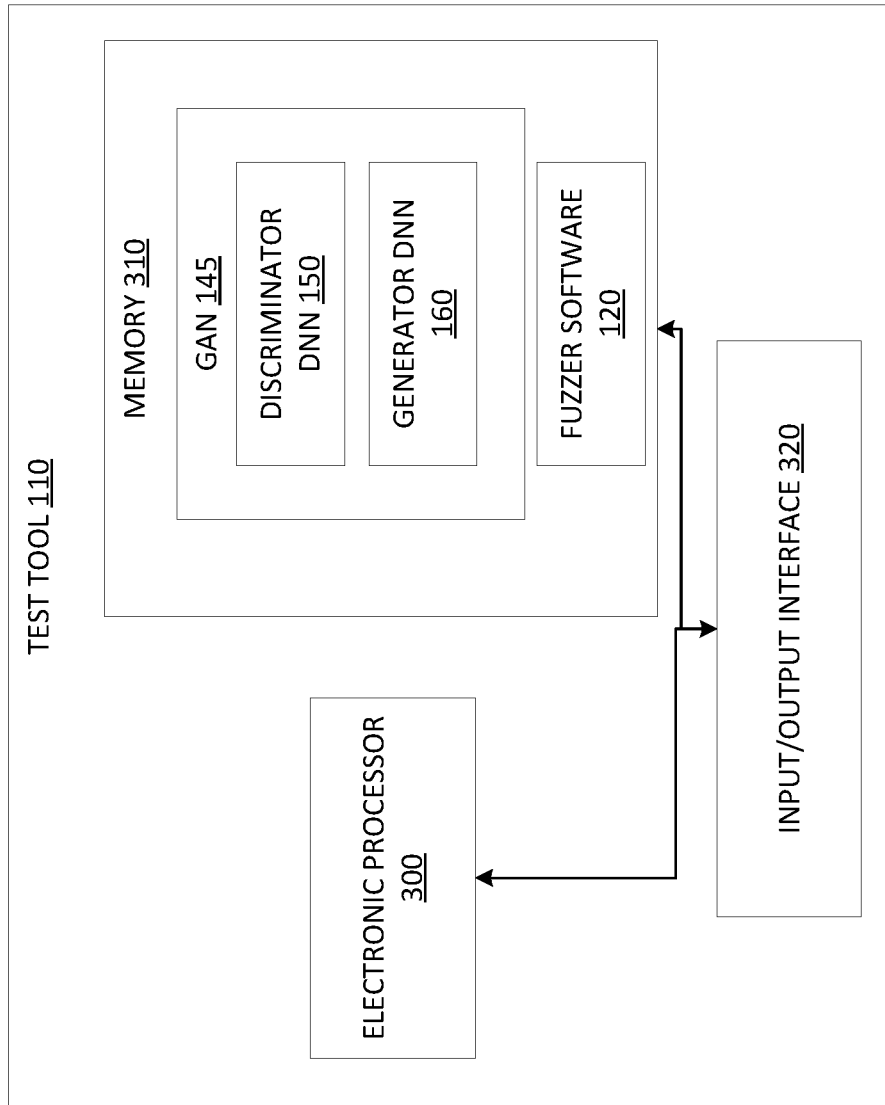 TEST TOOL 110
ELECTRONIC PROCESSOR
300
MEMORY 310
GAN 145
DISCRIMINATOR
DNN 150
GENERATOR DNN
160
FUZZER SOFTWARE
120
INPUT/OUTPUT INTERFACE 320